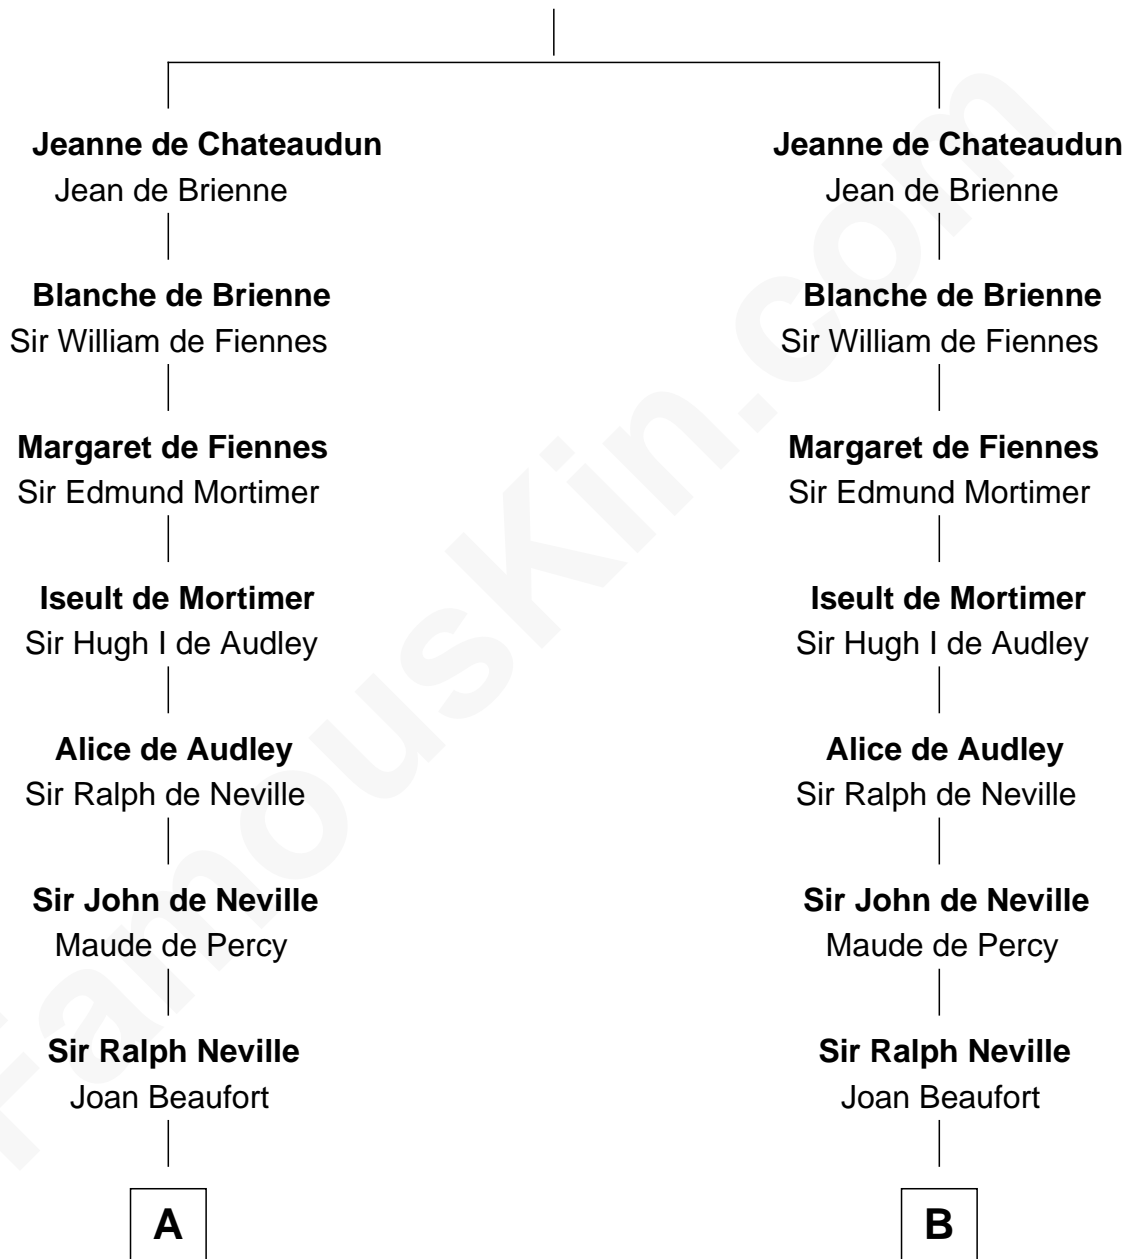 Jeanne de Chateaudun
Jean de Brienne
Blanche de Brienne
Sir William de Fiennes
Margaret de Fiennes
Sir Edmund Mortimer
Iseult de Mortimer
Sir Hugh I de Audley
Alice de Audley
Sir Ralph de Neville
Sir John de Neville
Maude de Percy
Sir Ralph Neville
Joan Beaufort
A
Jeanne de Chateaudun
Jean de Brienne
Blanche de Brienne
Sir William de Fiennes
Margaret de Fiennes
Sir Edmund Mortimer
Iseult de Mortimer
Sir Hugh I de Audley
Alice de Audley
Sir Ralph de Neville
Sir John de Neville
Maude de Percy
Sir Ralph Neville
Joan Beaufort
B
FamousKin.com